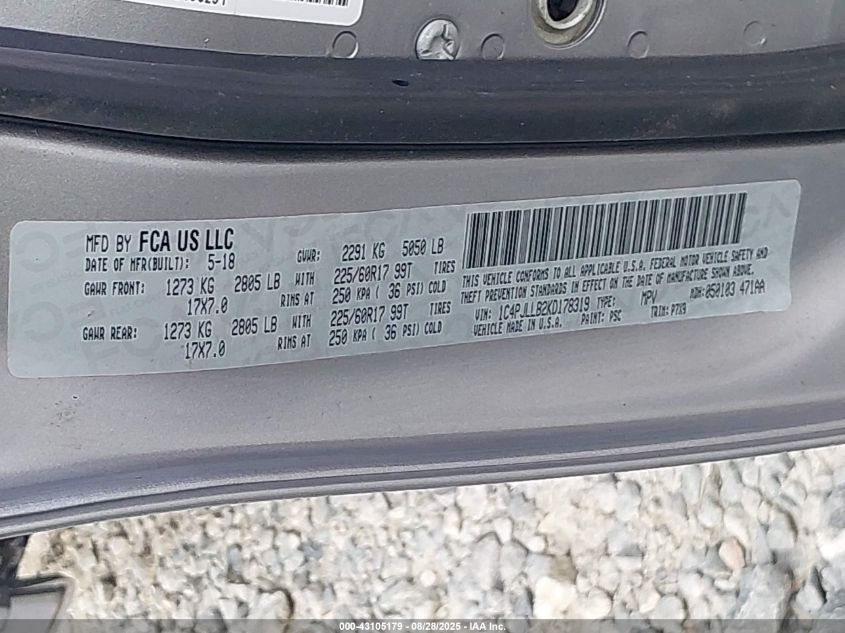 MFD BY FCA US LLC
DATE OF MFR(BUILT): 5-18 GVWR: 2291 KG 5050 LB
GAWR FRONT: 1273 KG 2805 LB WITH 225/60R17 99T TIRES
17X7.0 RIMS AT 250 KPA ( 36 PSI) COLD
GAWR REAR: 1273 KG 2805 LB WITH 225/60R17 99T TIRES
17X7.0 RIMS AT 250 KPA ( 36 PSI) COLD
THIS VEHICLE CONFORMS TO ALL APPLICABLE U.S.A. FEDERAL MOTOR VEHICLE SAFETY AND
THEFT PREVENTION STANDARDS IN EFFECT ON THE DATE OF MANUFACTURE SHOWN ABOVE.
VIN: 1C4PJLLB2KD178319 TYPE: MPV MDH:050103 471AA
PAINT: PSC TRIM: P7X9
000-43105179 - 08/28/2025 - IAA Inc.